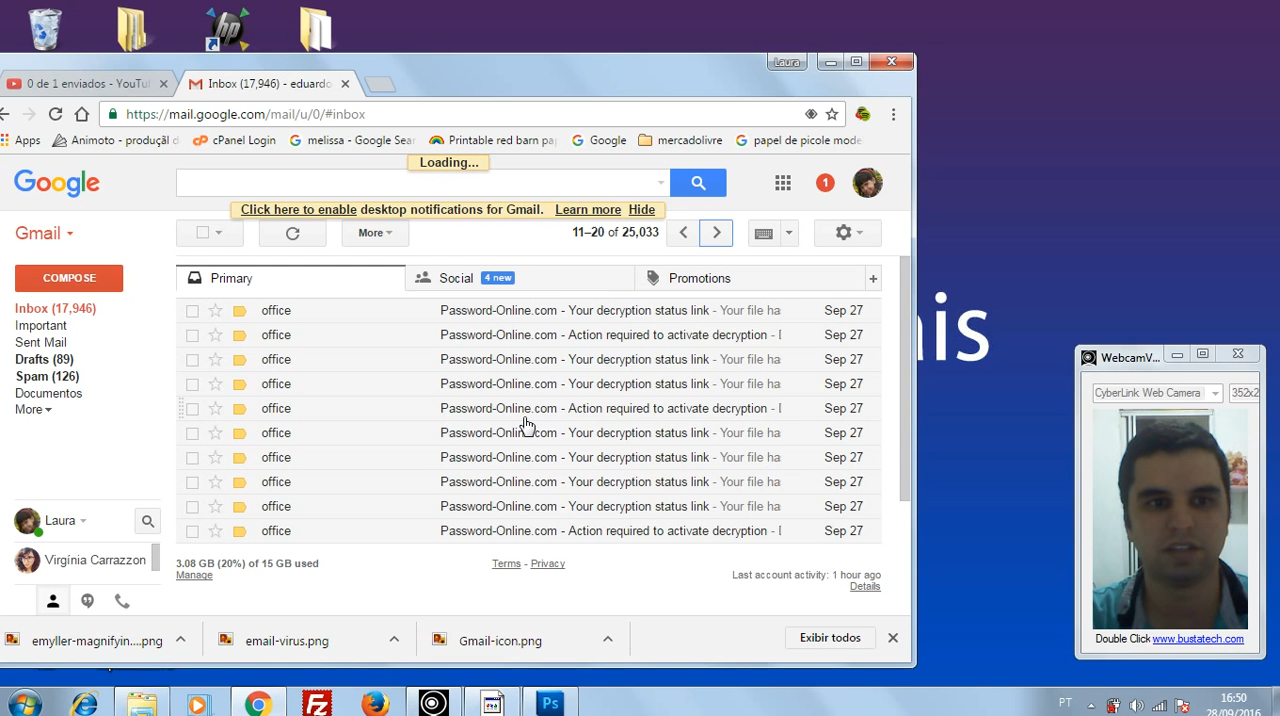 Laura
0 de 1 enviados - YouTu
Inbox (17,946) - eduardo
https://mail.google.com/mail/u/0/#inbox
Apps
Animoto - produçăl d
cPanel Login
melissa - Google Sear
Printable red barn pap
Google
mercadolivre
papel de picole mode
Loading...
Google
1
Click here to enable desktop notifications for Gmail. Learn more Hide
Gmail
More
11–20 of 25,033
COMPOSE
Primary
Social 4 new
Promotions
+
Inbox (17,946)
Important
Sent Mail
Drafts (89)
Spam (126)
Documentos
More
office Password-Online.com - Your decryption status link - Your file ha Sep 27
office Password-Online.com - Action required to activate decryption - D Sep 27
office Password-Online.com - Your decryption status link - Your file ha Sep 27
office Password-Online.com - Your decryption status link - Your file ha Sep 27
office Password-Online.com - Action required to activate decryption - D Sep 27
office Password-Online.com - Your decryption status link - Your file ha Sep 27
office Password-Online.com - Your decryption status link - Your file ha Sep 27
office Password-Online.com - Your decryption status link - Your file ha Sep 27
office Password-Online.com - Your decryption status link - Your file ha Sep 27
office Password-Online.com - Action required to activate decryption - D Sep 27
Laura
Virgínia Carrazzon
3.08 GB (20%) of 15 GB used
Manage
Terms - Privacy
Last account activity: 1 hour ago
Details
emyller-magnifyin....png
email-virus.png
Gmail-icon.png
Exibir todos
ais
WebcamV...
CyberLink Web Camera
352x2
Double Click www.bustatech.com
hp
Fz
Ps
PT
16:50
28/09/2016